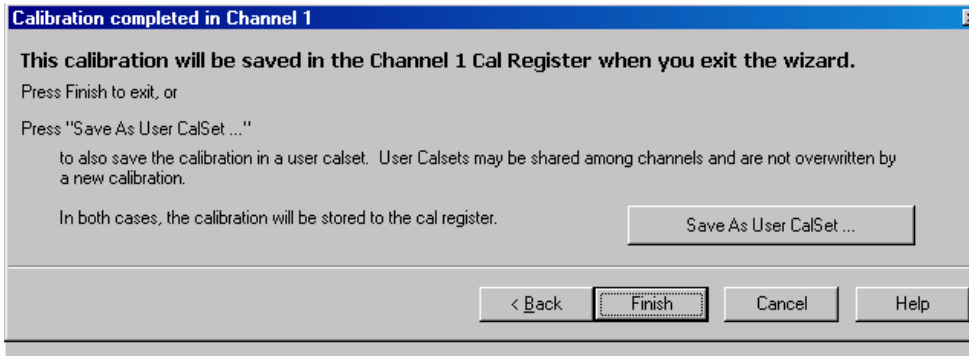 Calibration completed in Channel 1
This calibration will be saved in the Channel 1 Cal Register when you exit the wizard.
Press Finish to exit, or
Press "Save As User CalSet ..."
to also save the calibration in a user calset. User Calsets may be shared among channels and are not overwritten by
a new calibration.
In both cases, the calibration will be stored to the cal register.
Save As User CalSet ...
< Back
Finish
Cancel
Help